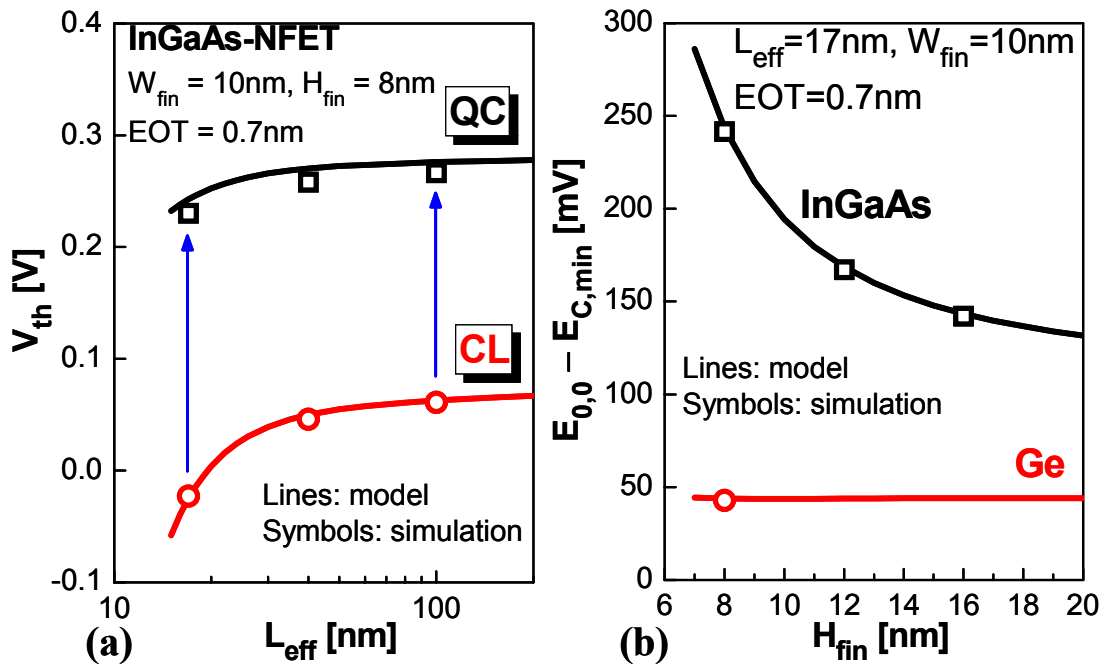 InGaAs-NFET
W_fin = 10nm, H_fin = 8nm
EOT = 0.7nm
QC
CL
Lines: model
Symbols: simulation
V_th [V]
0.4
0.3
0.2
0.1
0.0
-0.1
10
100
L_eff [nm]
(a)
L_eff=17nm, W_fin=10nm
EOT=0.7nm
InGaAs
Lines: model
Symbols: simulation
Ge
E_0,0 – E_C,min [mV]
300
250
200
150
100
50
0
6 8 10 12 14 16 18 20
H_fin [nm]
(b)